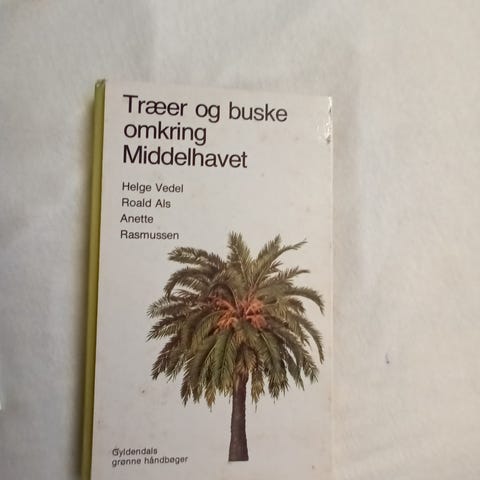 Træer og buske
omkring
Middelhavet
Helge Vedel
Roald Als
Anette
Rasmussen
Gyldendals
grønne håndbøger